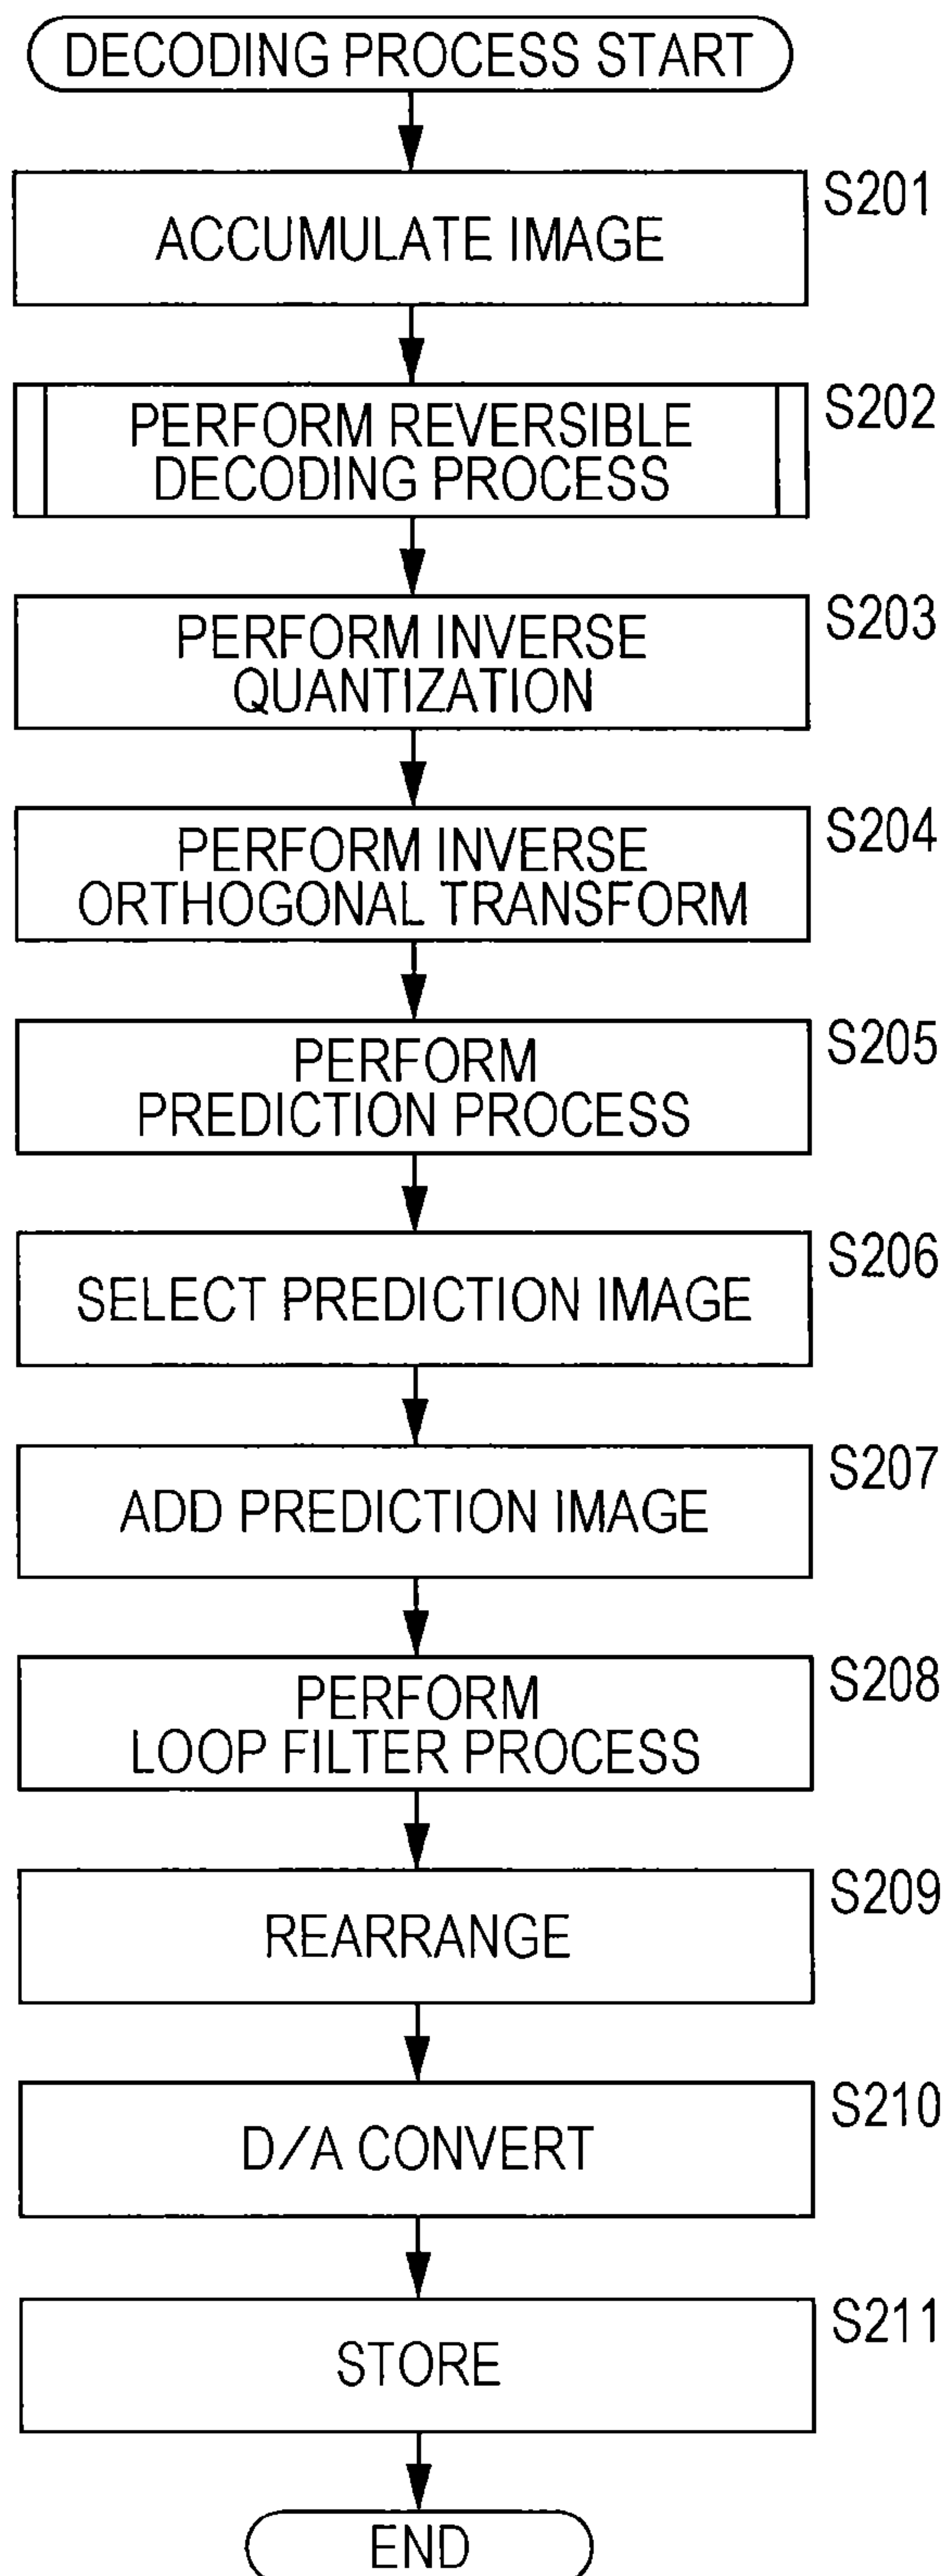 DECODING PROCESS START
S201
ACCUMULATE IMAGE
S202
PERFORM REVERSIBLE
DECODING PROCESS
S203
PERFORM INVERSE
QUANTIZATION
S204
PERFORM INVERSE
ORTHOGONAL TRANSFORM
S205
PERFORM
PREDICTION PROCESS
S206
SELECT PREDICTION IMAGE
S207
ADD PREDICTION IMAGE
S208
PERFORM
LOOP FILTER PROCESS
S209
REARRANGE
S210
D/A CONVERT
S211
STORE
END